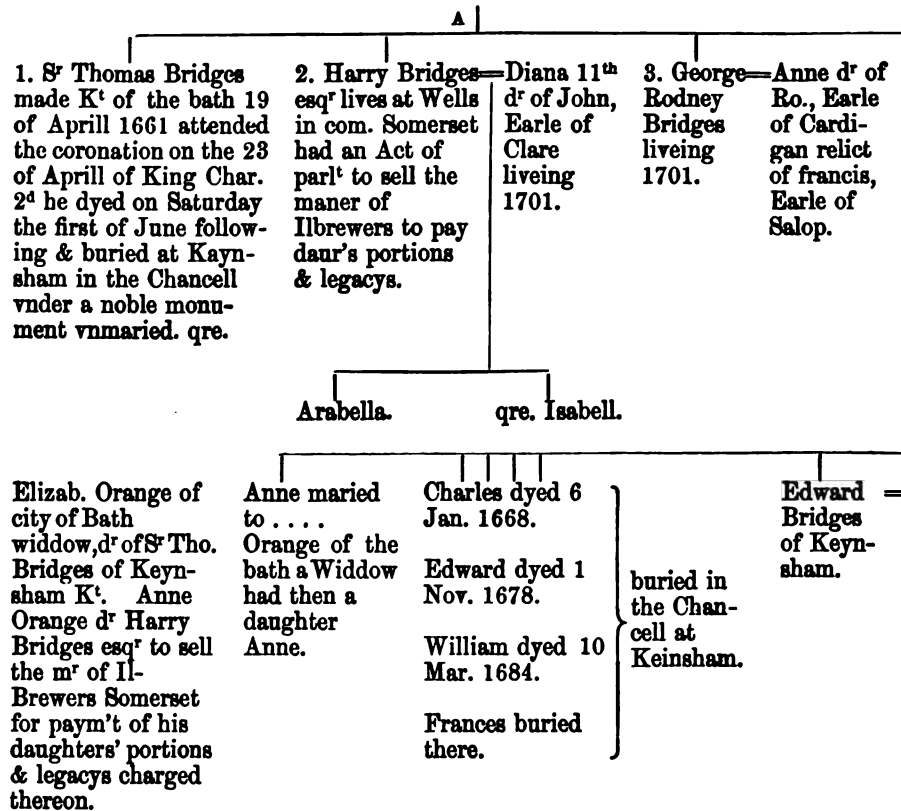 A
1. Sʳ Thomas Bridges
made Kᵗ of the bath 19
of Aprill 1661 attended
the coronation on the 23
of Aprill of King Char.
2ᵈ he dyed on Saturday
the first of June follow-
ing & buried at Kayn-
sham in the Chancell
vnder a noble monu-
ment vnmaried. qre.
2. Harry Bridges=
esqʳ lives at Wells
in com. Somerset
had an Act of
parlᵗ to sell the
maner of
Ilbrewers to pay
daur's portions
& legacys.
Diana 11ᵗʰ
dʳ of John,
Earle of
Clare
liveing
1701.
3. George=
Rodney
Bridges
liveing
1701.
Anne dʳ of
Ro., Earle
of Cardi-
gan relict
of francis,
Earle of
Salop.
Arabella.
qre. Isabell.
Elizab. Orange of
city of Bath
widdow, dʳ of Sʳ Tho.
Bridges of Keyn-
sham Kᵗ. Anne
Orange dʳ Harry
Bridges esqʳ to sell
the mʳ of Il-
Brewers Somerset
for paym't of his
daughters' portions
& legacys charged
thereon.
Anne maried
to . . . .
Orange of the
bath a Widdow
had then a
daughter
Anne.
Charles dyed 6
Jan. 1668.
Edward dyed 1
Nov. 1678.
William dyed 10
Mar. 1684.
Frances buried
there.
buried in
the Chan-
cell at
Keinsham.
Edward =
Bridges
of Keyn-
sham.